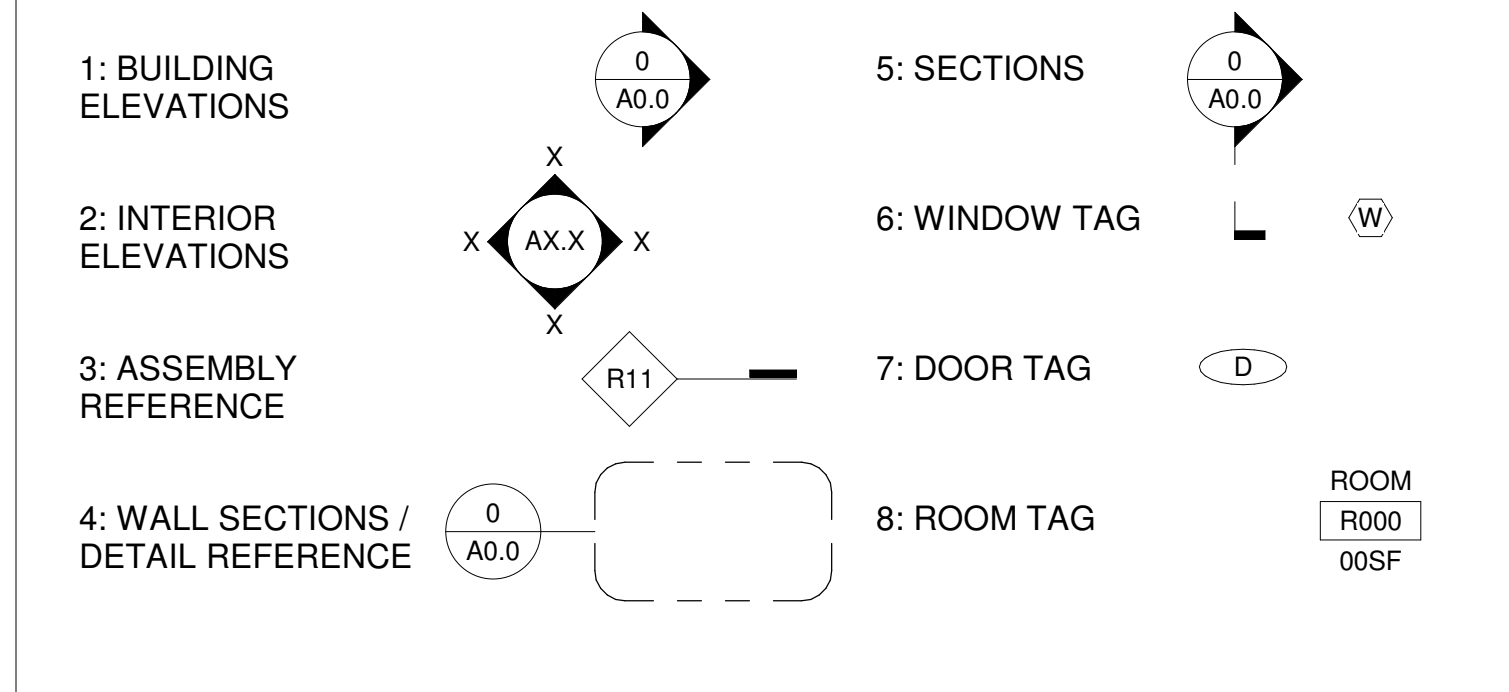 1: BUILDING
ELEVATIONS
0
A0.0
2: INTERIOR
ELEVATIONS
X
X
AX.X
X
X
3: ASSEMBLY
REFERENCE
R11
4: WALL SECTIONS /
DETAIL REFERENCE
0
A0.0
5: SECTIONS
0
A0.0
6: WINDOW TAG
W
7: DOOR TAG
D
8: ROOM TAG
ROOM
R000
00SF